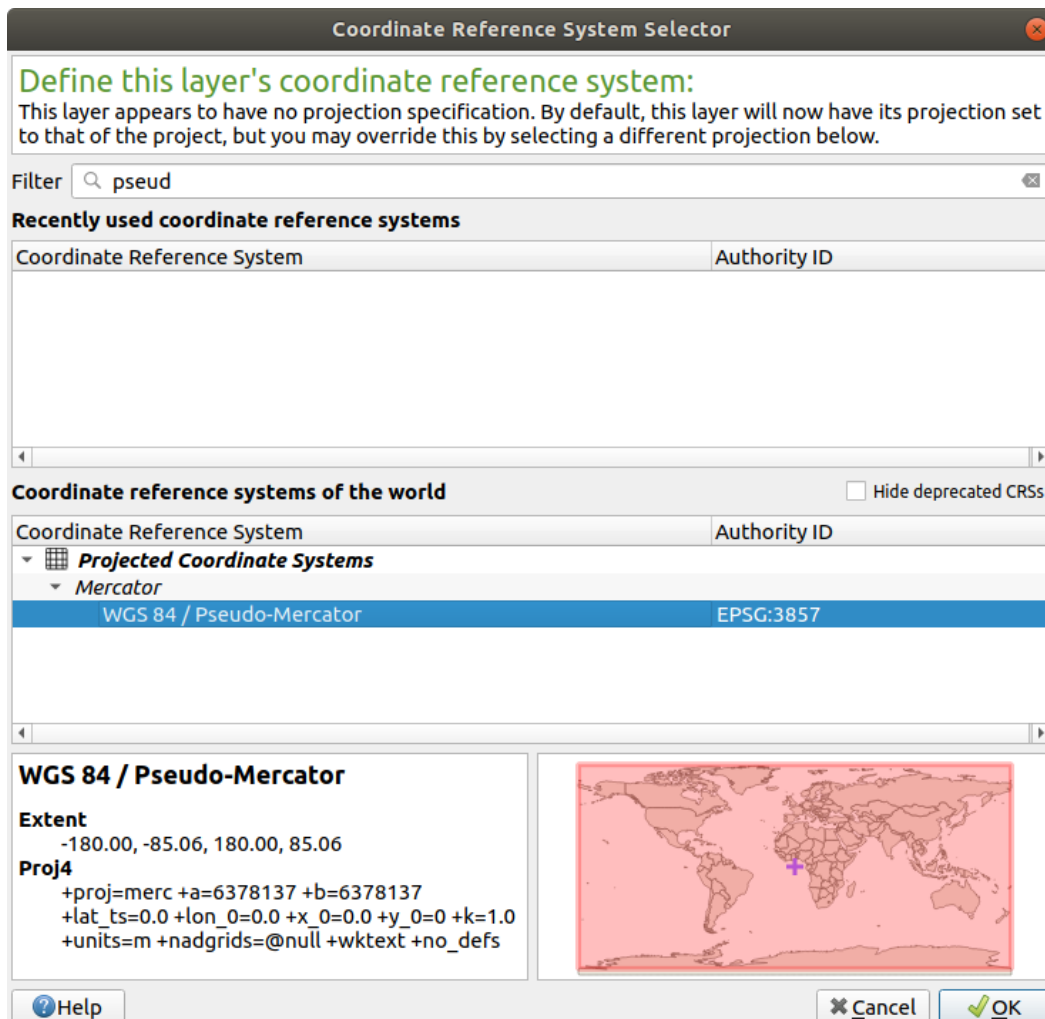 Coordinate Reference System Selector
Define this layer's coordinate reference system:
This layer appears to have no projection specification. By default, this layer will now have its projection set
to that of the project, but you may override this by selecting a different projection below.
Filter pseud
Recently used coordinate reference systems
Coordinate Reference System Authority ID
Coordinate reference systems of the world Hide deprecated CRSs
Coordinate Reference System Authority ID
Projected Coordinate Systems
Mercator
WGS 84 / Pseudo-Mercator EPSG:3857
WGS 84 / Pseudo-Mercator
Extent
-180.00, -85.06, 180.00, 85.06
Proj4
+proj=merc +a=6378137 +b=6378137
+lat_ts=0.0 +lon_0=0.0 +x_0=0.0 +y_0=0 +k=1.0
+units=m +nadgrids=@null +wktext +no_defs
Help Cancel OK